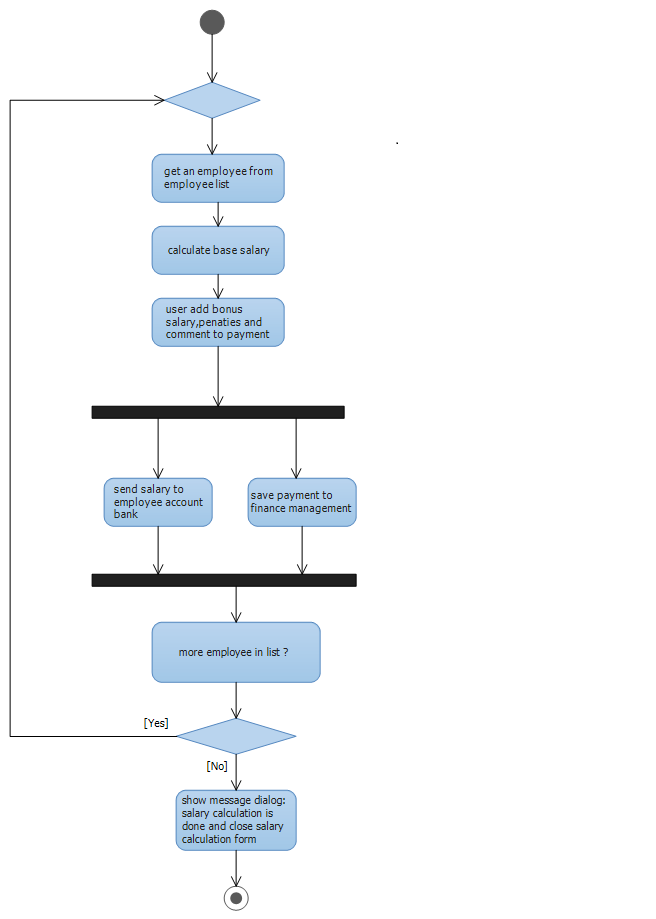 get an employee from
employee list
calculate base salary
user add bonus
salary,penaties and
comment to payment
send salary to
employee account
bank
save payment to
finance management
more employee in list ?
[Yes]
[No]
show message dialog:
salary calculation is
done and close salary
calculation form